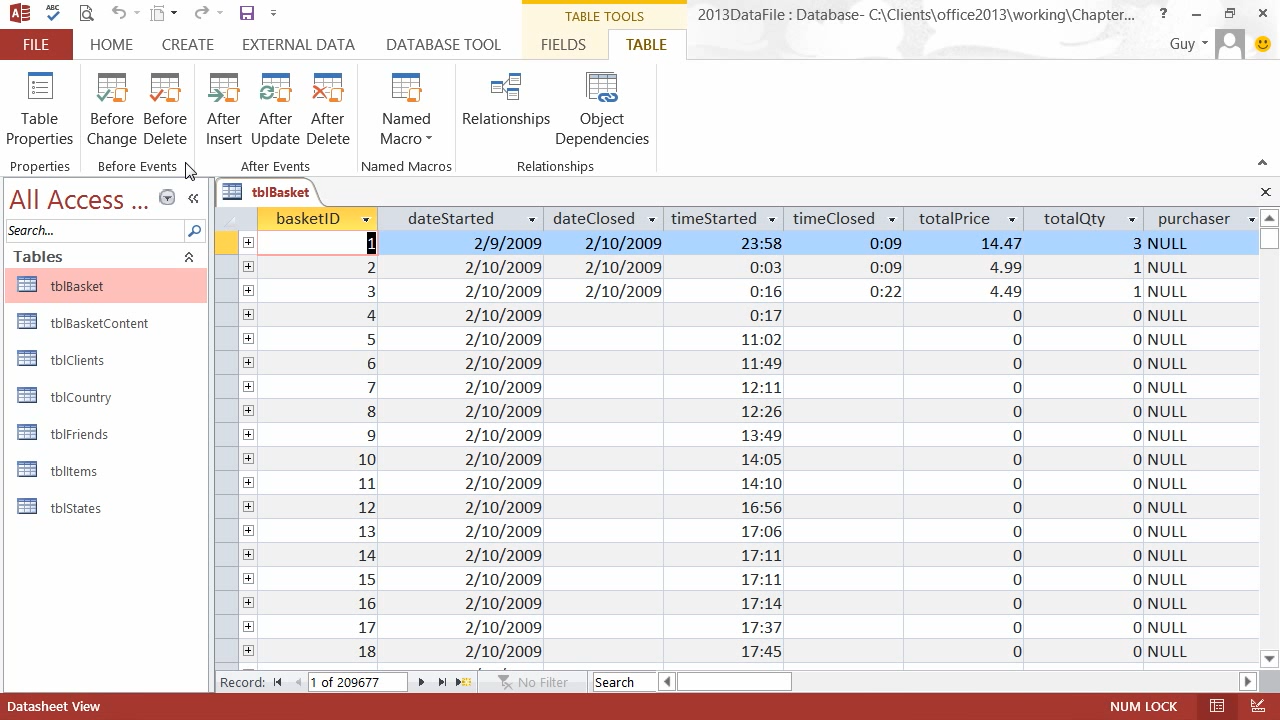 ABC
TABLE TOOLS
2013DataFile : Database- C:\Clients\office2013\working\Chapter...
?
FILE HOME CREATE EXTERNAL DATA DATABASE TOOL FIELDS TABLE
Guy
Table Properties
Before Change
Before Delete
After Insert
After Update
After Delete
Named Macro
Relationships
Object Dependencies
Properties Before Events After Events Named Macros Relationships
All Access ...
Search...
Tables
tblBasket
tblBasketContent
tblClients
tblCountry
tblFriends
tblItems
tblStates
tblBasket
basketID dateStarted dateClosed timeStarted timeClosed totalPrice totalQty purchaser
1 2/9/2009 2/10/2009 23:58 0:09 14.47 3 NULL
2 2/10/2009 2/10/2009 0:03 0:09 4.99 1 NULL
3 2/10/2009 2/10/2009 0:16 0:22 4.49 1 NULL
4 2/10/2009 0:17 0 0 NULL
5 2/10/2009 11:02 0 0 NULL
6 2/10/2009 11:49 0 0 NULL
7 2/10/2009 12:11 0 0 NULL
8 2/10/2009 12:26 0 0 NULL
9 2/10/2009 13:49 0 0 NULL
10 2/10/2009 14:05 0 0 NULL
11 2/10/2009 14:10 0 0 NULL
12 2/10/2009 16:56 0 0 NULL
13 2/10/2009 17:06 0 0 NULL
14 2/10/2009 17:11 0 0 NULL
15 2/10/2009 17:11 0 0 NULL
16 2/10/2009 17:14 0 0 NULL
17 2/10/2009 17:37 0 0 NULL
18 2/10/2009 17:45 0 0 NULL
Record: 1 of 209677 No Filter Search
Datasheet View NUM LOCK